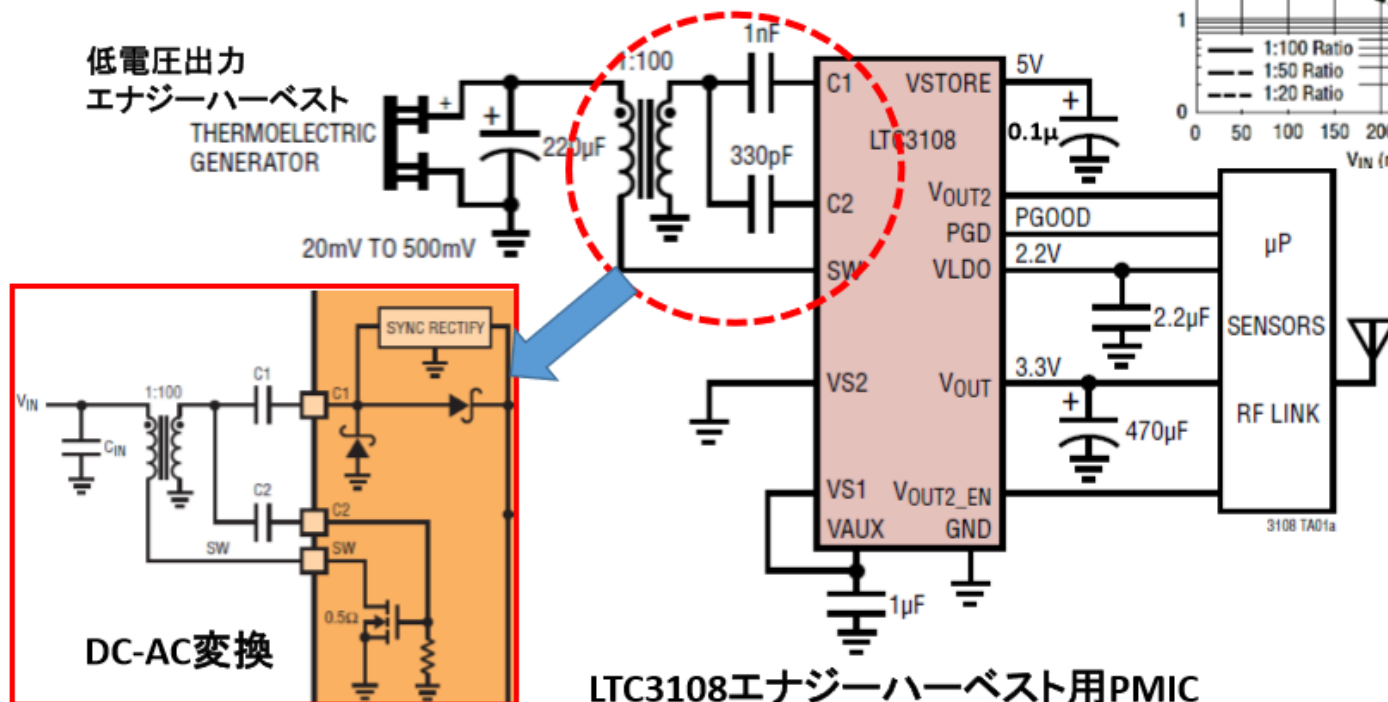 低電圧出力
エナジーハーベスト
THERMOELECTRIC
GENERATOR
+
+
220µF
20mV TO 500mV
1:100
1nF
330pF
C1
C2
SW
VS2
VS1
VAUX
VSTORE
LTC3108
VOUT2
PGD
VLDO
VOUT
VOUT2_EN
GND
5V
+
0.1µ
PGOOD
2.2V
2.2µF
3.3V
+
470µF
1µF
µP
SENSORS
RF LINK
3108 TA01a
1
0
1:100 Ratio
1:50 Ratio
1:20 Ratio
0 50 100 150
VIN
VIN
CIN
1:100
C1
C2
SW
C1
C2
SW
SYNC RECTIFY
0.5Ω
DC-AC変換
LTC3108エナジーハーベスト用PMIC